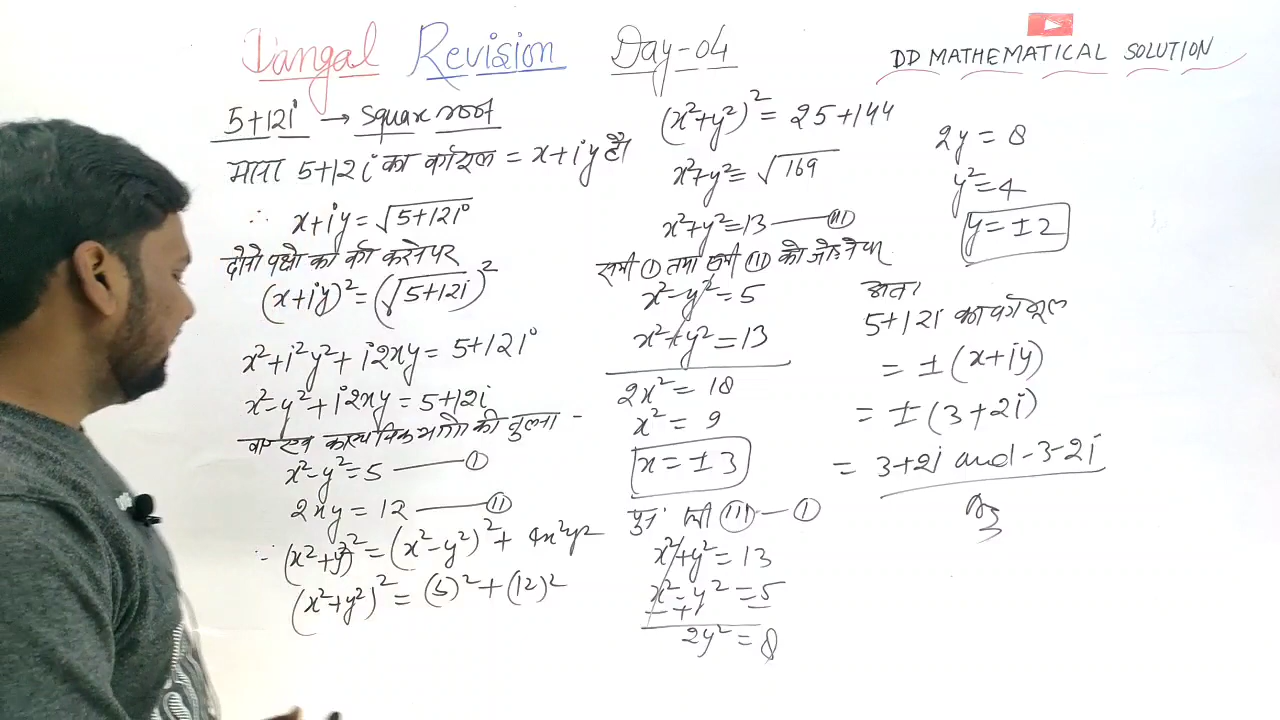 Jangal Revision Day-04
DD MATHEMATICAL SOLUTION
5+12i → Square root
माना 5+12i का वर्गमूल = x+iy है।
∴ x+iy = √5+12i
दोनों पक्षो का वर्ग करने पर
(x+iy)² = (√5+12i)²
x²+i²y²+i2xy = 5+12i
x²-y²+i2xy = 5+12i
काल्पनिक भागो की तुला -
x²-y²=5 —— Ⓘ
2xy = 12 —— ⓘⓘ
∵ (x²+y²)² = (x²-y²)² + 4x²y²
(x²+y²)² = (5)² + (12)²
(x²+y²)² = 25+144
x²+y² = √169
x²+y²=13 —— (III)
समी Ⓘ तथा समी (III) को जोड़ने पर
x²-y² = 5
x²+y² = 13
2x² = 18
x² = 9
x = ±3
पुनः समी (III) — Ⓘ
x²+y² = 13
x²-y² = 5
- + -
2y² = 8
2y = 8
y² = 4
y = ±2
अतः
5+12i का वर्गमूल
= ±(x+iy)
= ±(3+2i)
= 3+2i and -3-2i